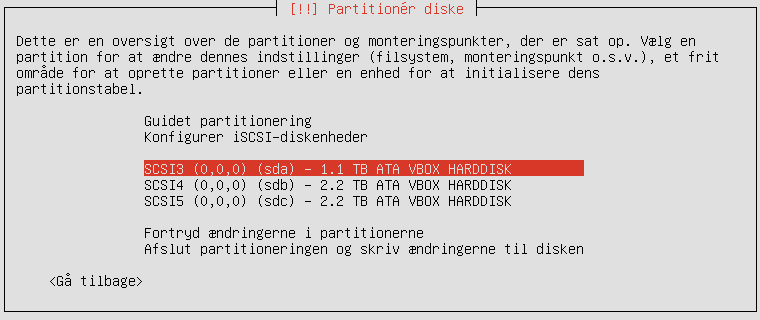 [!!] Partitionér diske
Dette er en oversigt over de partitioner og monteringspunkter, der er sat op. Vælg en
partition for at ændre dennes indstillinger (filsystem, monteringspunkt o.s.v.), et frit
område for at oprette partitioner eller en enhed for at initialisere dens
partitionstabel.
Guidet partitionering
Konfigurer iSCSI-diskenheder
SCSI3 (0,0,0) (sda) - 1.1 TB ATA VBOX HARDDISK
SCSI4 (0,0,0) (sdb) - 2.2 TB ATA VBOX HARDDISK
SCSI5 (0,0,0) (sdc) - 2.2 TB ATA VBOX HARDDISK
Fortryd ændringerne i partitionerne
Afslut partitioneringen og skriv ændringerne til disken
<Gå tilbage>